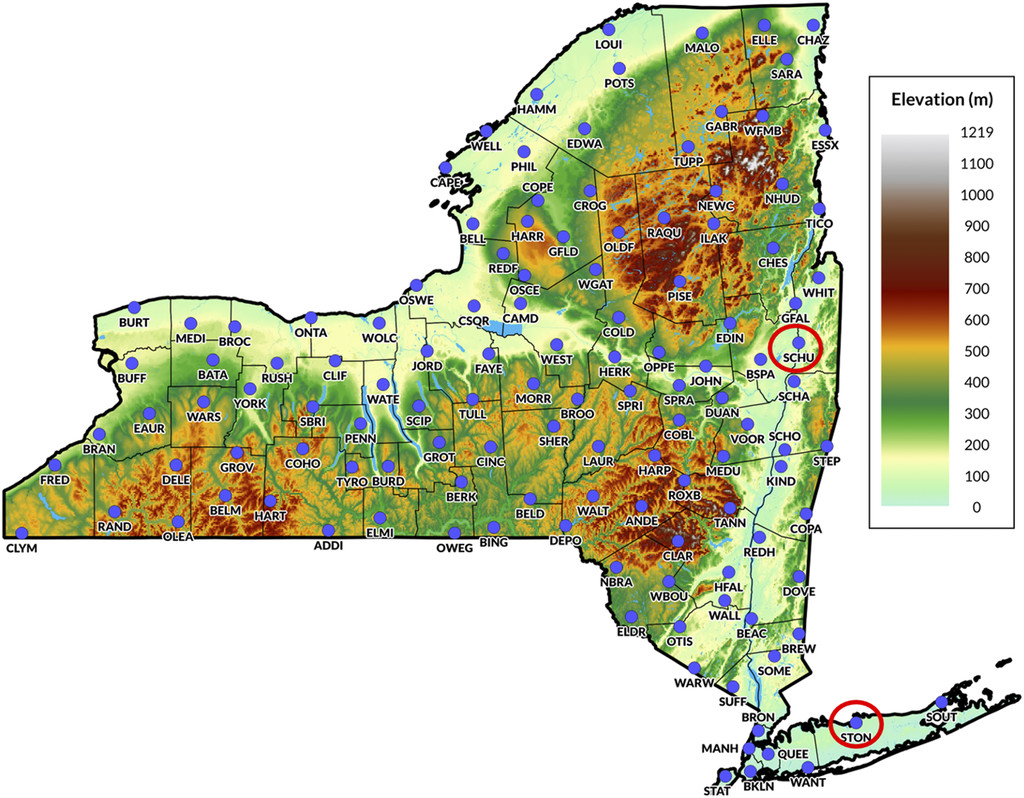 LOUI
MALO
ELLE
CHAZ
POTS
SARA
HAMM
GABR
WFMB
WELL
EDWA
ESSX
PHIL
TUPP
CAPE
COPE
CROG
NEWC
NHUD
TICO
BELL
HARR
GFLD
OLDF
RAQU
ILAK
REDF
CHES
OSCE
WGAT
WHIT
OSWE
PISE
BURT
CSQR
CAMD
GFAL
MEDI
BROC
ONTA
WOLC
COLD
EDIN
SCHU
BUFF
BATA
RUSH
CLIF
JORD
FAYE
WEST
HERK
OPPE
JOHN
BSPA
YORK
WATE
SCHA
WARS
SBRI
SCIP
TULL
MORR
BROO
SPRI
SPRA
DUAN
EAUR
PENN
BRAN
COHO
GROT
CINC
SHER
LAUR
COBL
VOOR
SCHO
STEP
FRED
DELE
GROV
TYRO
BURD
HARP
MEDU
KIND
BERK
ROXB
RAND
BELM
HART
BELD
WALT
ANDE
TANN
COPA
CLYM
OLEA
ADDI
ELMI
OWEG
BING
DEPO
CLAR
REDH
NBRA
WBOU
HFAL
DOVE
WALL
ELDR
OTIS
BEAC
BREW
WARW
SOME
SUFF
BRON
SOUT
STON
MANH
QUEE
STAT
BKLN
WANT
Elevation (m)
1219
1100
1000
900
800
700
600
500
400
300
200
100
0